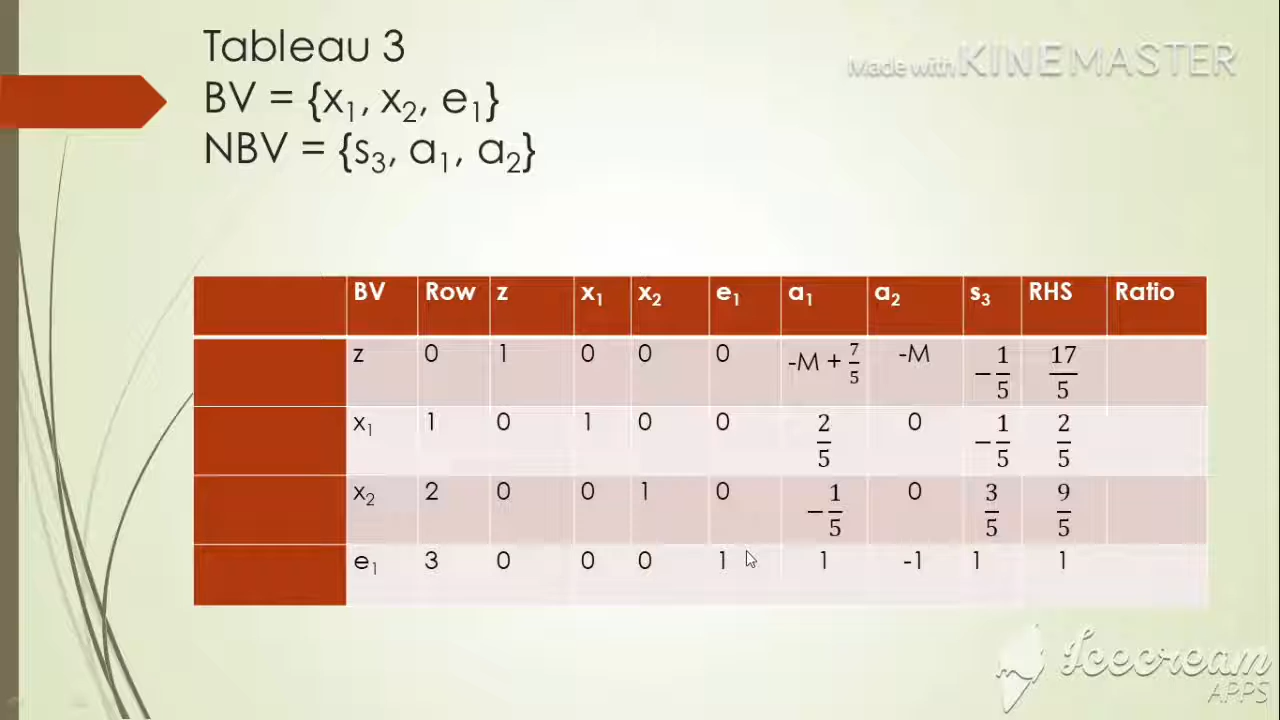 Tableau 3
BV = {x₁, x₂, e₁}
NBV = {s₃, a₁, a₂}
Made with KINEMASTER
BV Row z x₁ x₂ e₁ a₁ a₂ s₃ RHS Ratio
z 0 1 0 0 0 -M + 7/5 -M −1/5 17/5
x₁ 1 0 1 0 0 2/5 0 −1/5 2/5
x₂ 2 0 0 1 0 −1/5 0 3/5 9/5
e₁ 3 0 0 0 1 1 -1 1 1
Icecream
APPS